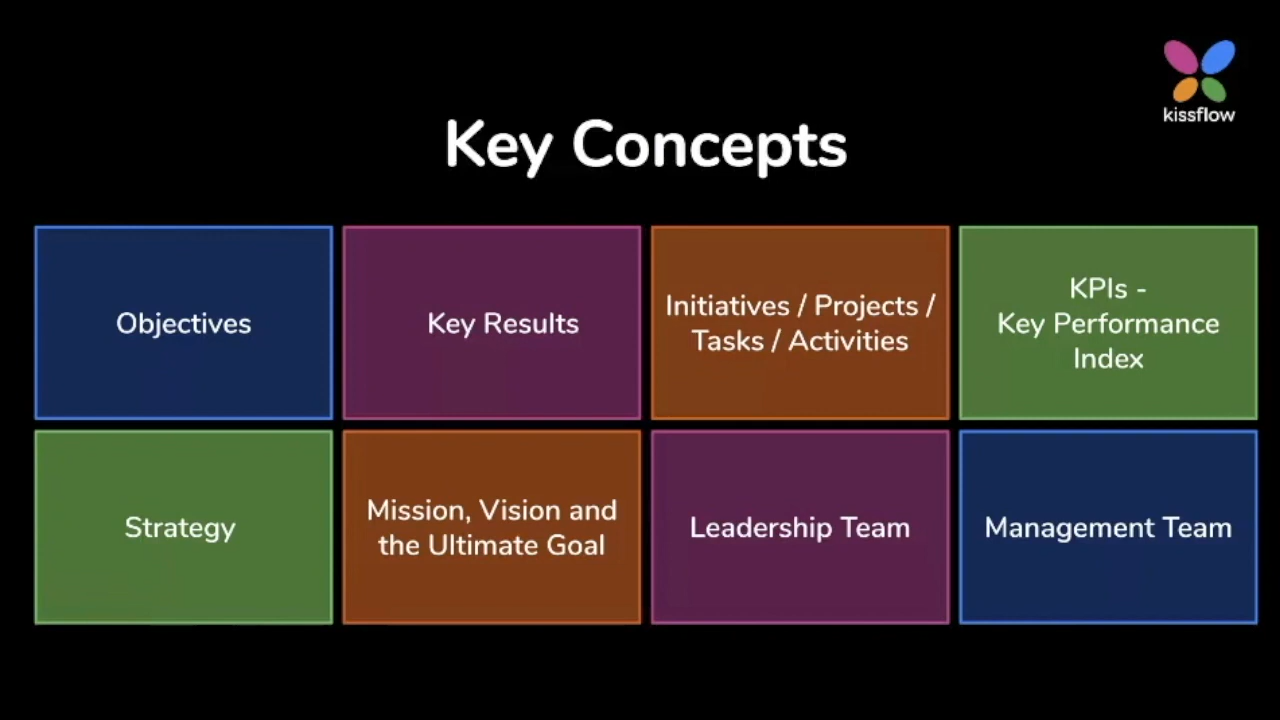 kissflow
Key Concepts
Objectives
Key Results
Initiatives / Projects /
Tasks / Activities
KPIs -
Key Performance
Index
Strategy
Mission, Vision and
the Ultimate Goal
Leadership Team
Management Team